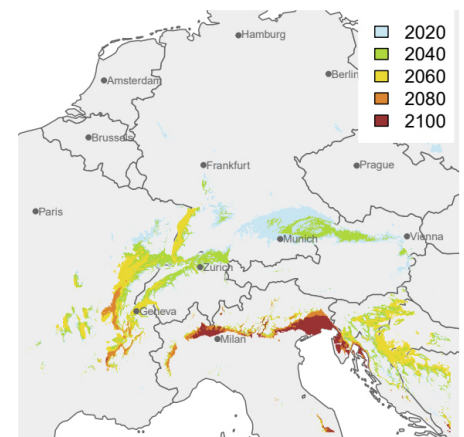 Hamburg
2020
2040
2060
2080
2100
Berlin
Amsterdam
Brussels
Frankfurt
Prague
Paris
Munich
Vienna
Zurich
Geneva
Milan